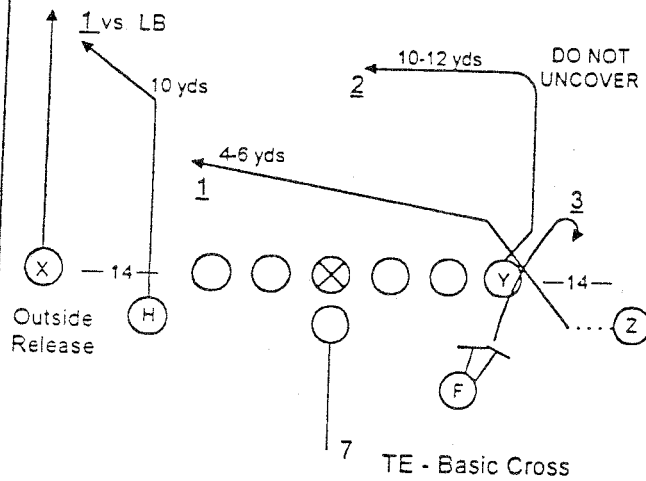 1 vs. LB
10 yds
10-12 yds
DO NOT
UNCOVER
2
4-6 yds
1
3
X
14
Y
14
H
Z
Outside
Release
F
7
TE - Basic Cross